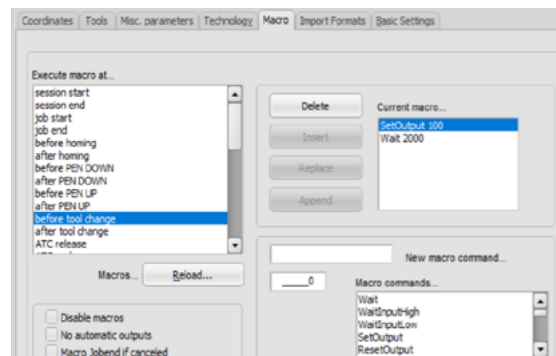 Coordinates Tools Misc. parameters Technology Macro Import Formats Basic Settings
Execute macro at...
session start
session end
job start
job end
before homing
after homing
before PEN DOWN
after PEN DOWN
before PEN UP
after PEN UP
before tool change
after tool change
ATC release
Macros... Reload...
Disable macros
No automatic outputs
Macro Jobend if canceled
Delete
Insert
Replace
Append
Current macro...
SetOutput 100
Wait 2000
New macro command...
_____0
Macro commands...
Wait
WaitInputHigh
WaitInputLow
SetOutput
ResetOutput